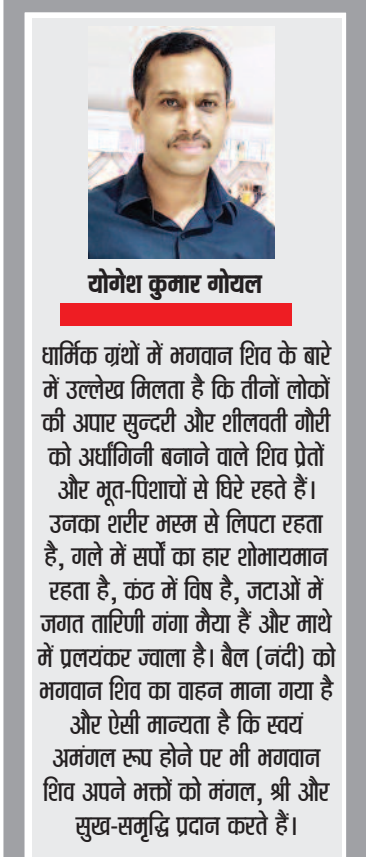 योगेश कुमार गोयल
धार्मिक ग्रंथों में भगवान शिव के बारे
में उल्लेख मिलता है कि तीनों लोकों
की अपार सुन्दरी और शीलवती गौरी
को अर्धांगिनी बनाने वाले शिव प्रेतों
और भूत-पिशाचों से घिरे रहते हैं।
उनका शरीर भस्म से लिपटा रहता
है, गले में सर्पों का हार शोभायमान
रहता है, कंठ में विष है, जटाओं में
जगत तारिणी गंगा मैया हैं और माथे
में प्रलयंकर ज्वाला है। बैल (नंदी) को
भगवान शिव का वाहन माना गया है
और ऐसी मान्यता है कि स्वयं
अमंगल रूप होने पर भी भगवान
शिव अपने भक्तों को मंगल, श्री और
सुख-समृद्धि प्रदान करते हैं।